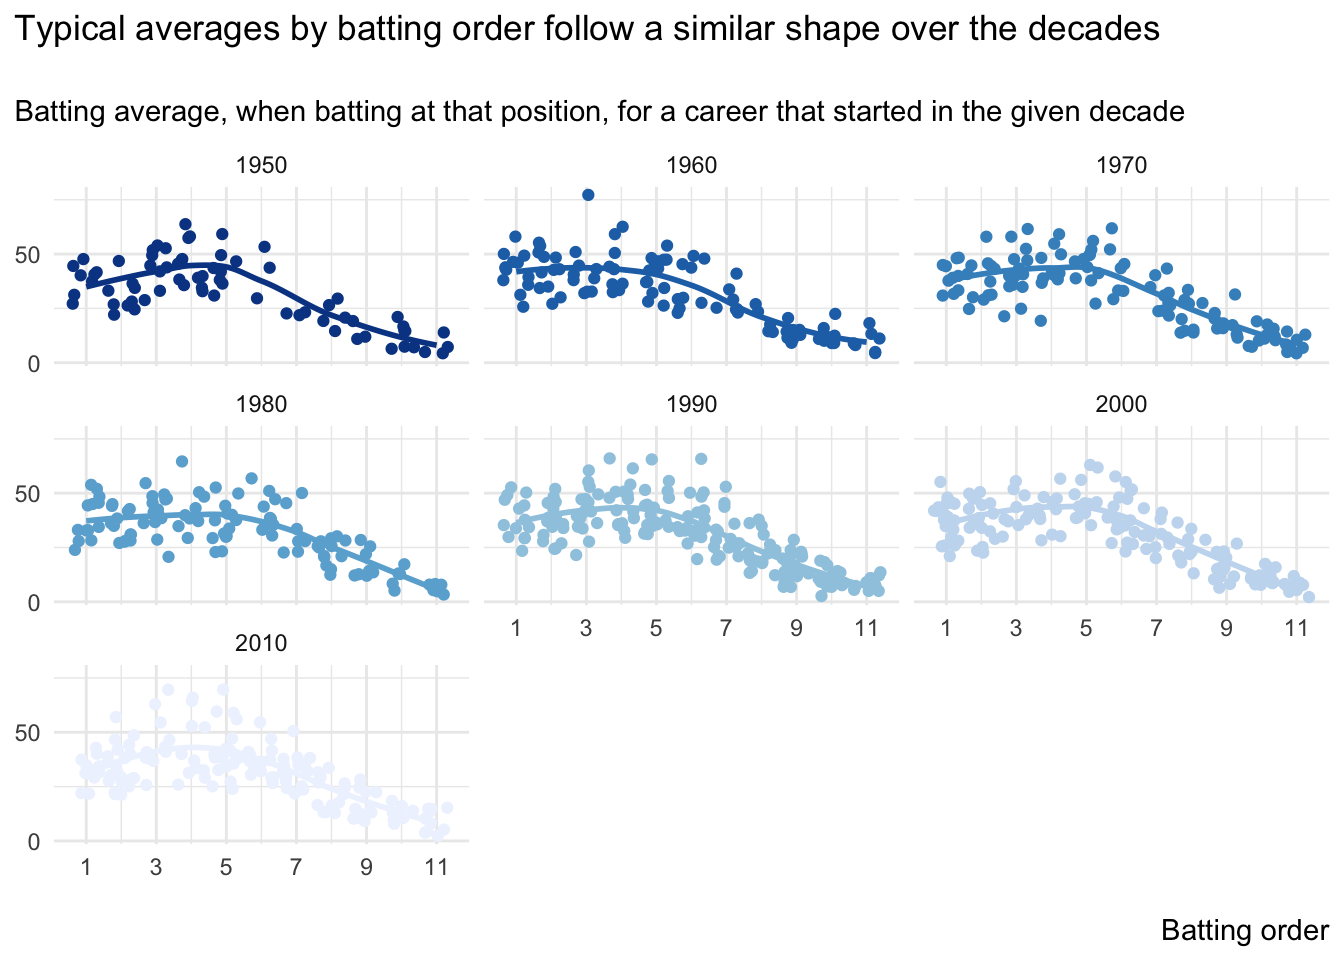 Typical averages by batting order follow a similar shape over the decades
Batting average, when batting at that position, for a career that started in the given decade
1950 1960 1970
50
0
1980 1990 2000
50
0
1 3 5 7 9 11 1 3 5 7 9 11
2010
50
0
1 3 5 7 9 11
Batting order